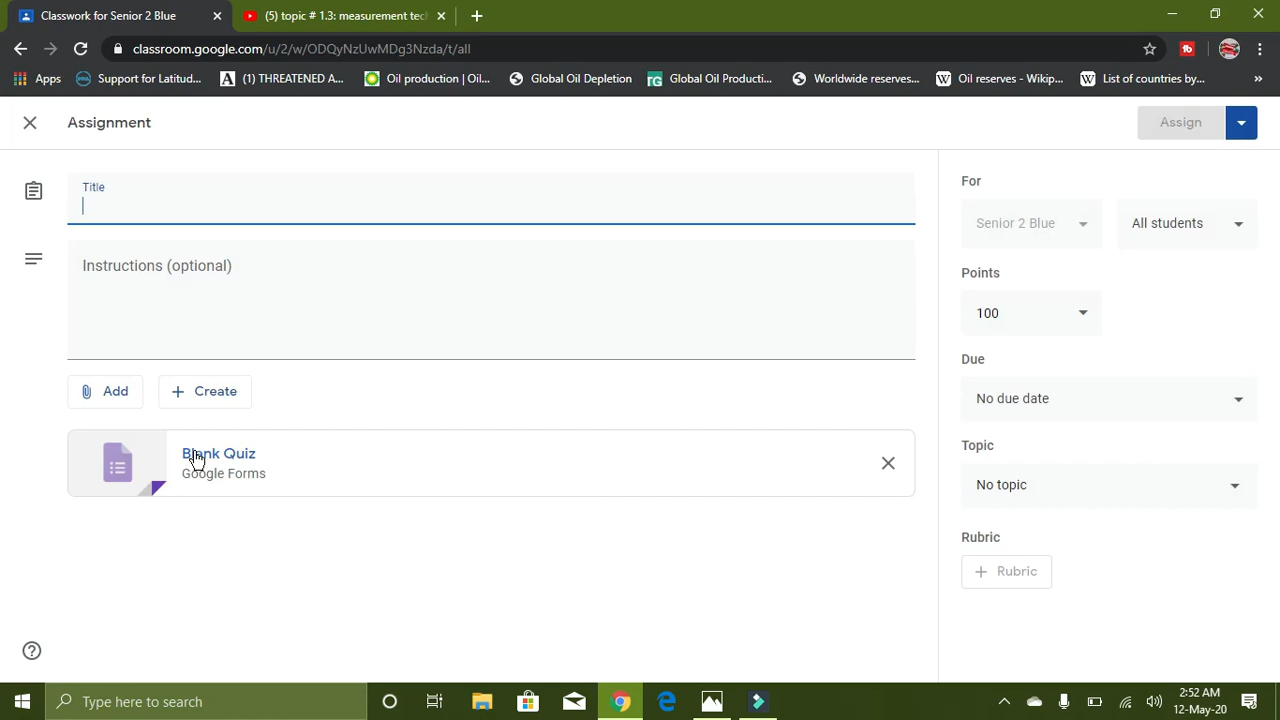 Classwork for Senior 2 Blue
(5) topic # 1.3: measurement tec
classroom.google.com/u/2/w/ODQyNzUwMDg3Nzda/t/all
Apps
Support for Latitud...
(1) THREATENED A...
Oil production | Oil...
Global Oil Depletion
Global Oil Producti...
Worldwide reserves...
Oil reserves - Wikip...
List of countries by...
Assignment
Assign
Title
Instructions (optional)
Add
Create
Blank Quiz
Google Forms
For
Senior 2 Blue
All students
Points
100
Due
No due date
Topic
No topic
Rubric
Rubric
Type here to search
2:52 AM
12-May-20